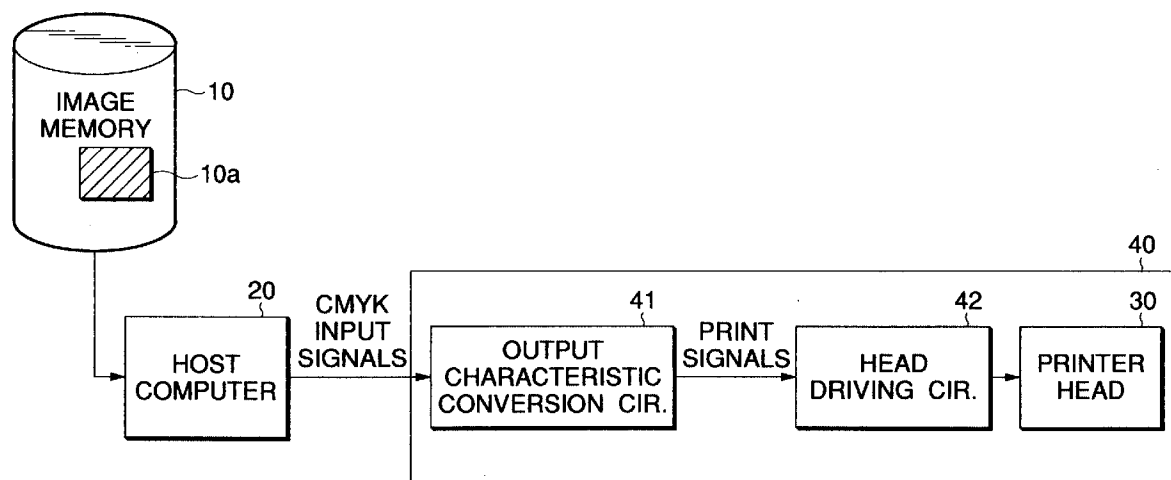 IMAGE
MEMORY
10
10a
40
20
CMYK
INPUT
SIGNALS
41
PRINT
SIGNALS
42
30
HOST
COMPUTER
OUTPUT
CHARACTERISTIC
CONVERSION CIR.
HEAD
DRIVING CIR.
PRINTER
HEAD